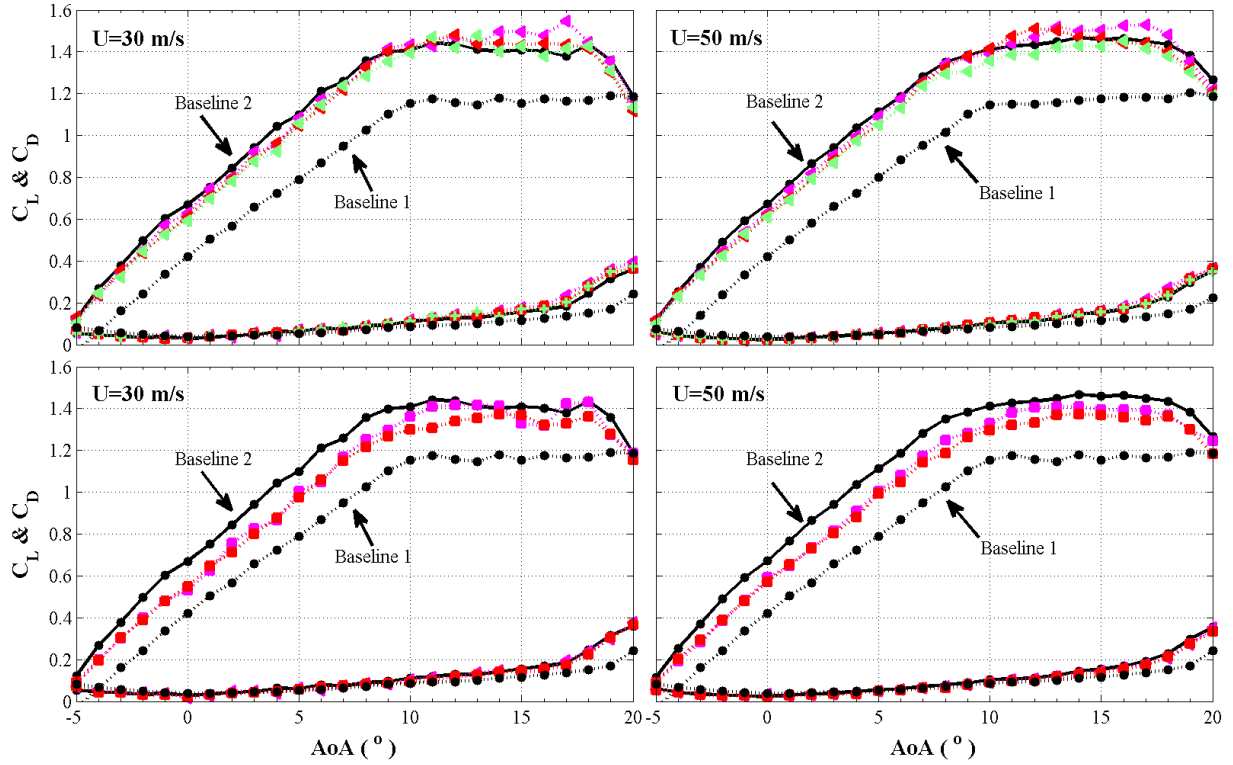 U=30 m/s
Baseline 2
Baseline 1
C_L & C_D
1.6
1.4
1.2
1
0.8
0.6
0.4
0.2
0
U=50 m/s
Baseline 2
Baseline 1
U=30 m/s
Baseline 2
Baseline 1
C_L & C_D
1.4
1.2
1
0.8
0.6
0.4
0.2
0
-5 0 5 10 15 20
AoA ( ° )
U=50 m/s
Baseline 2
Baseline 1
-5 0 5 10 15 20
AoA ( ° )